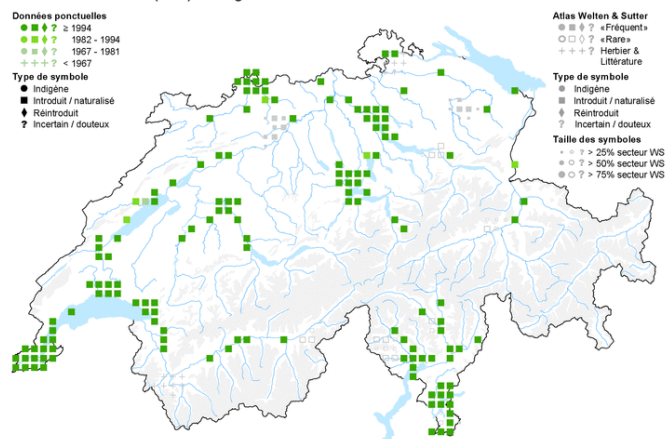 Données ponctuelles
? ≥ 1994
? 1982 - 1994
? 1967 - 1981
+++? < 1967
Type de symbole
Indigène
Introduit / naturalisé
Réintroduit
? Incertain / douteux
Atlas Welten & Sutter
? «Fréquent»
? «Rare»
+++? Herbier &
Littérature
Type de symbole
Indigène
Introduit / naturalisé
Réintroduit
? Incertain / douteux
Taille des symboles
? > 25% secteur WS
? > 50% secteur WS
? > 75% secteur WS